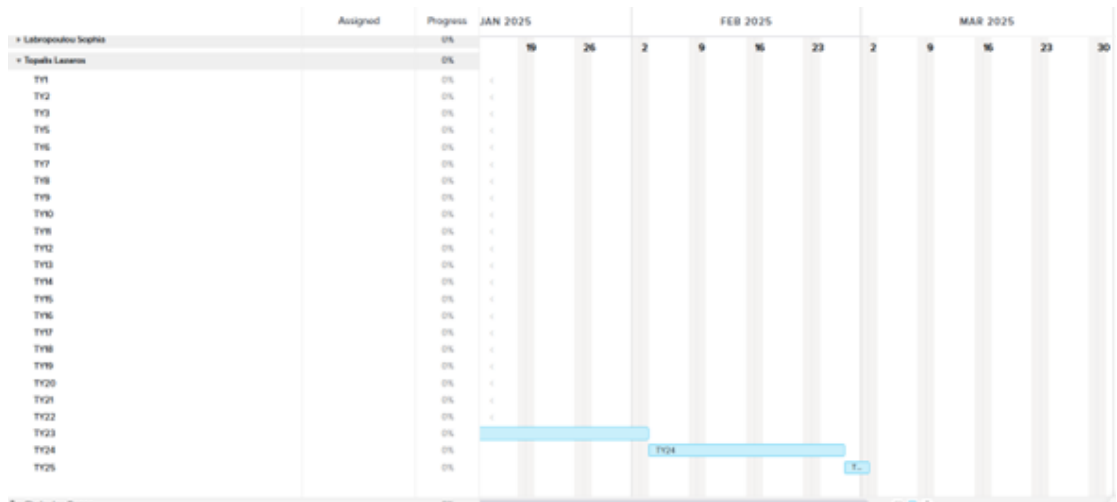 Assigned Progress JAN 2025 FEB 2025 MAR 2025
Labropoulou Sophia 0%
19 26 2 9 16 23 2 9 16 23 30
Topalis Lazaros 0%
TY1 0%
TY2 0%
TY3 0%
TY5 0%
TY6 0%
TY7 0%
TY8 0%
TY9 0%
TY10 0%
TY11 0%
TY12 0%
TY13 0%
TY14 0%
TY15 0%
TY16 0%
TY17 0%
TY18 0%
TY19 0%
TY20 0%
TY21 0%
TY22 0%
TY23 0%
TY24 0% TY24
TY25 0% T...